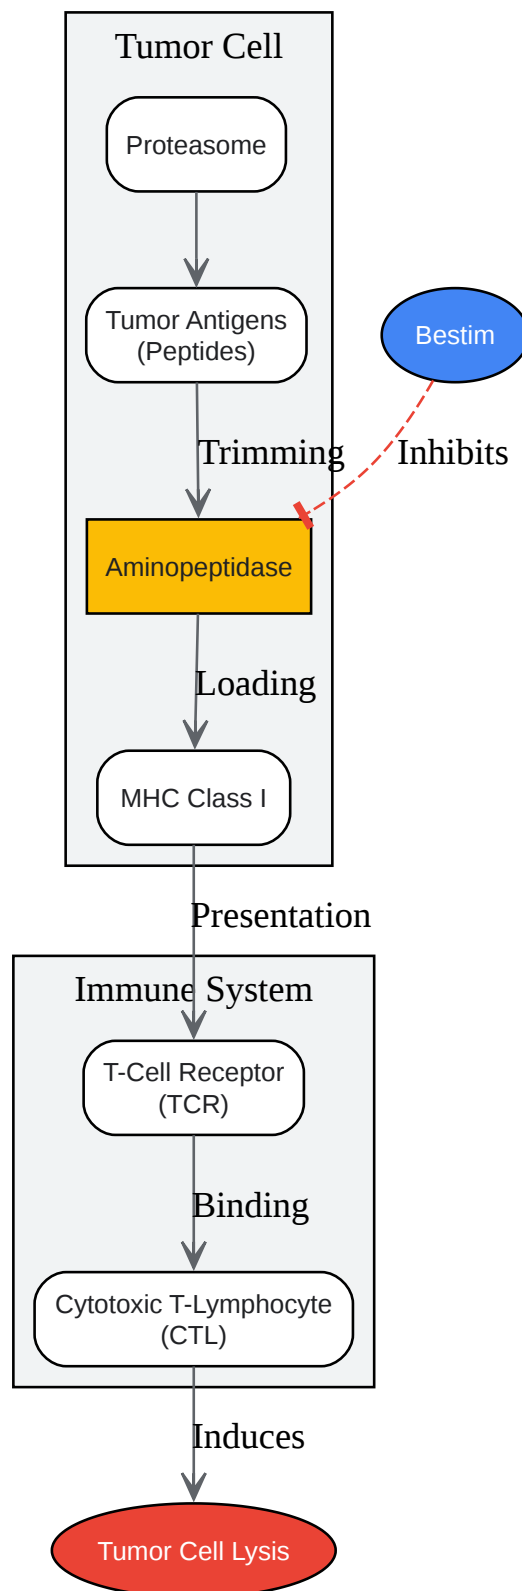 Tumor Cell
Proteasome
Tumor Antigens
(Peptides)
Bestim
Trimming
Inhibits
Aminopeptidase
Loading
MHC Class I
Presentation
Immune System
T-Cell Receptor
(TCR)
Binding
Cytotoxic T-Lymphocyte
(CTL)
Induces
Tumor Cell Lysis